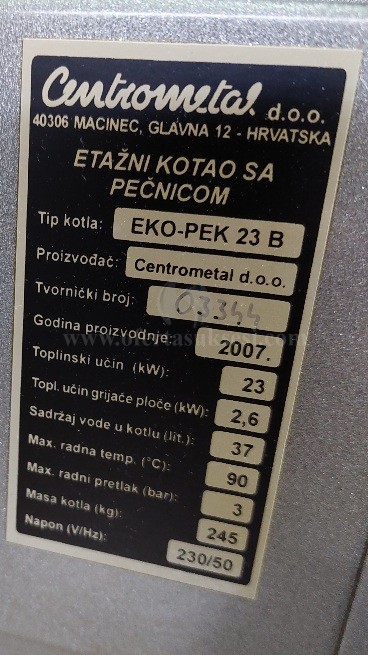 Centrometal d.o.o.
40306 MACINEC, GLAVNA 12 - HRVATSKA
ETAŽNI KOTAO SA
PEČNICOM
Tip kotla: EKO-PEK 23 B
Proizvođač: Centrometal d.o.o.
Tvornički broj: 03344
Godina proizvodnje: 2007.
Toplinski učin (kW): 23
Topl. učin grijaće ploče (kW): 2,6
Sadržaj vode u kotlu (lit.): 37
Max. radna temp. (°C): 90
Max. radni pretlak (bar): 3
Masa kotla (kg): 245
Napon (V/Hz): 230/50